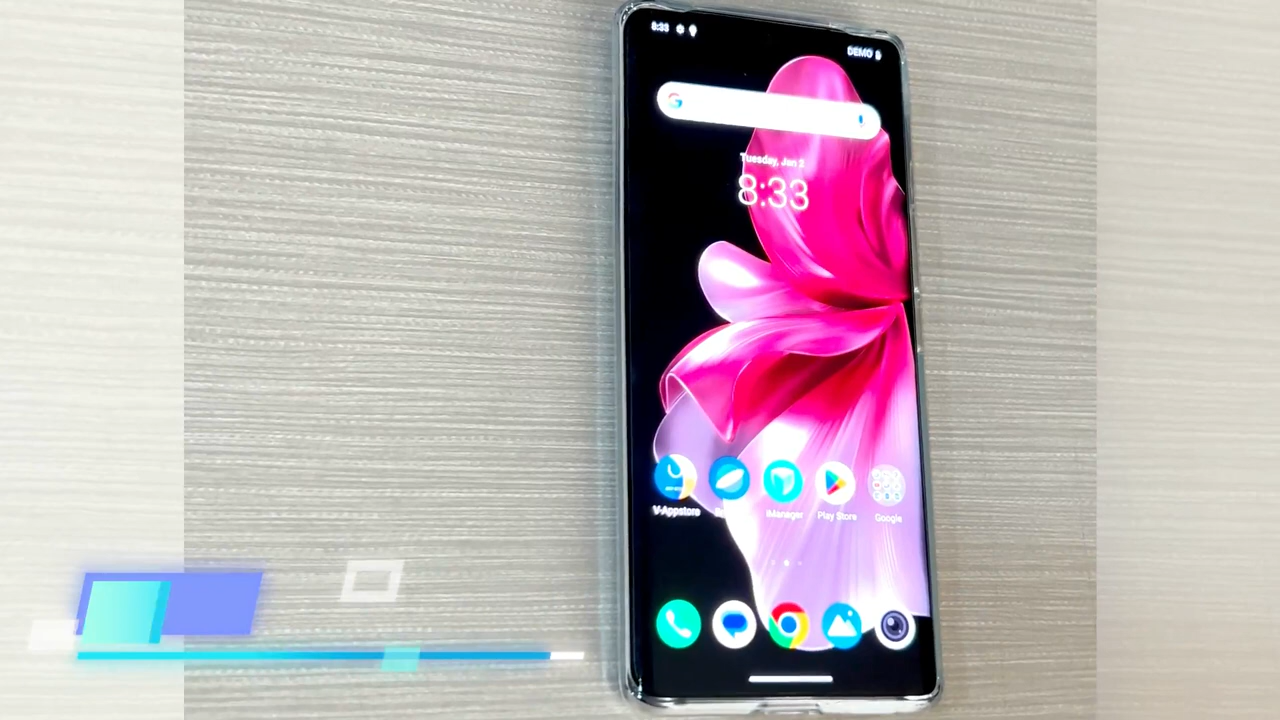 8:33
DEMO
Tuesday, Jan 2
8:33
V-Appstore
iManager
Play Store
Google